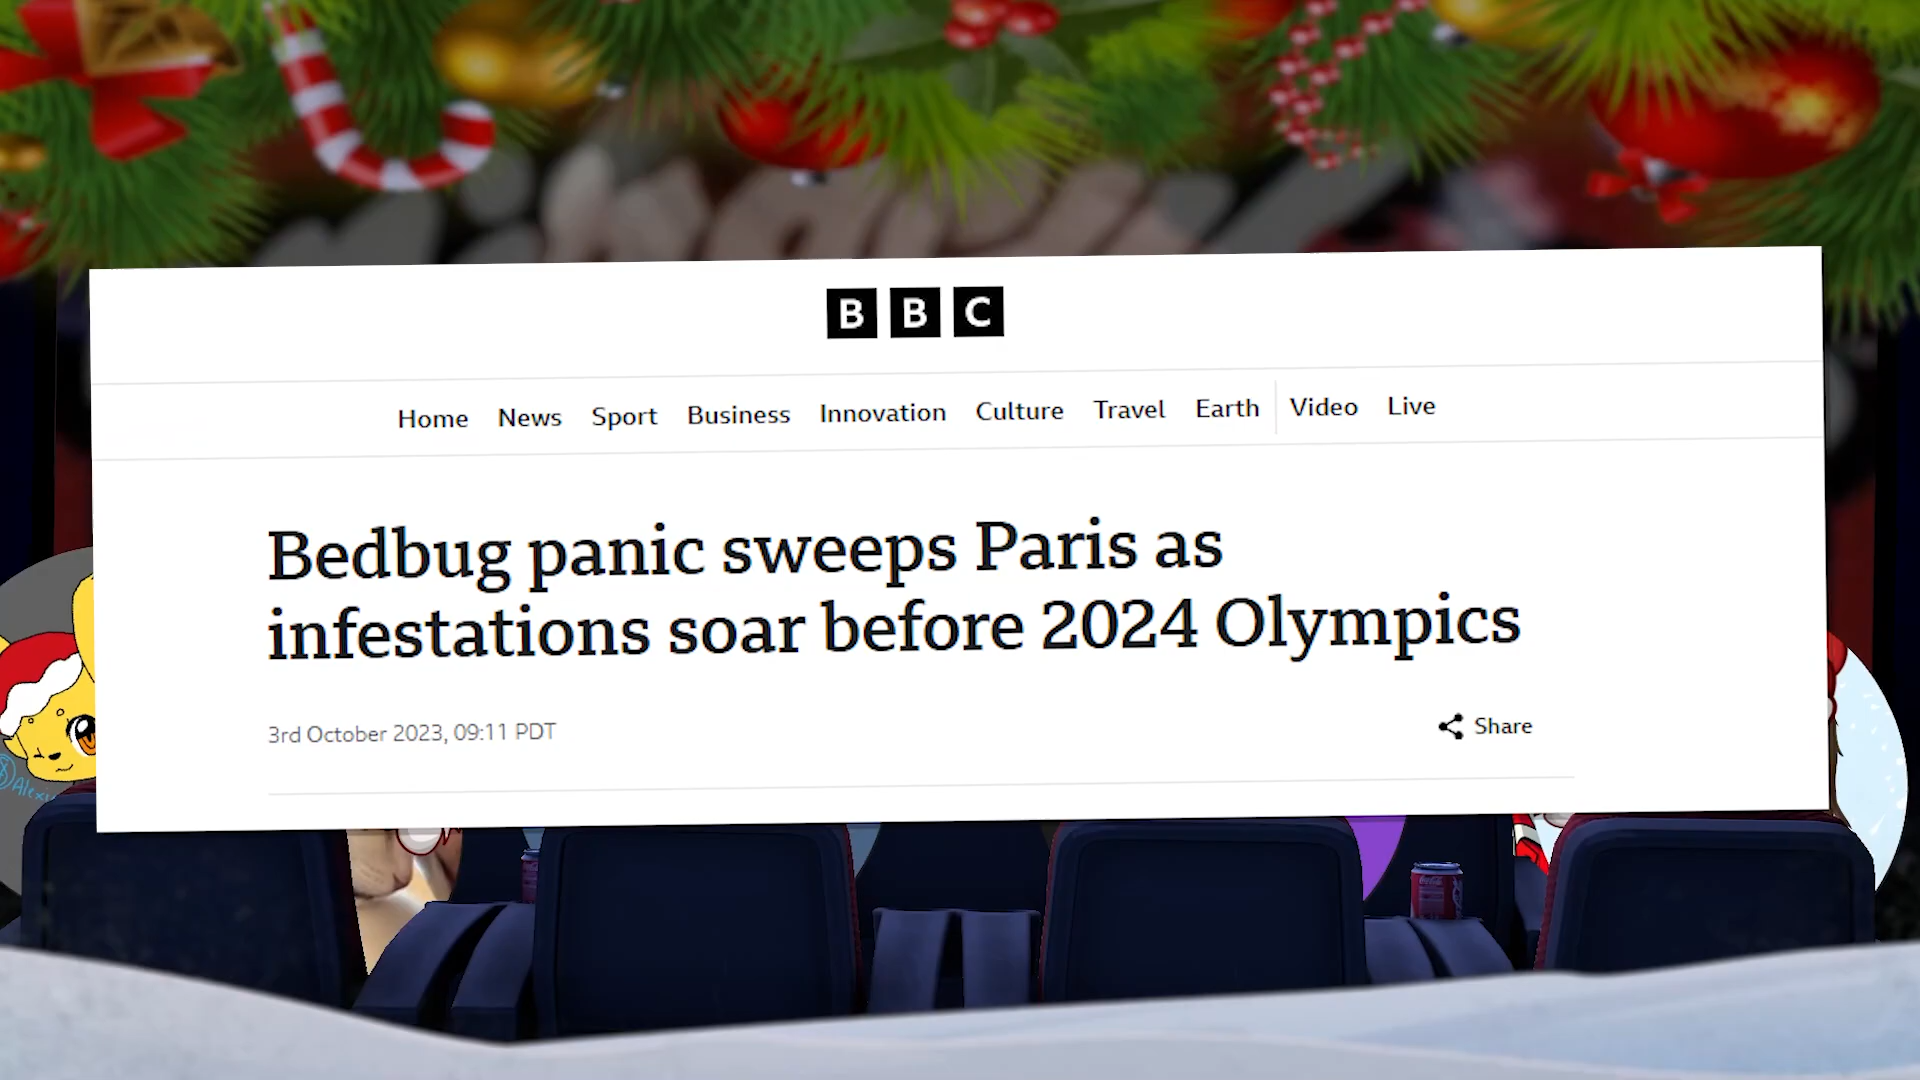 BBC
Home News Sport Business Innovation Culture Travel Earth Video Live
Bedbug panic sweeps Paris as
infestations soar before 2024 Olympics
3rd October 2023, 09:11 PDT
Share